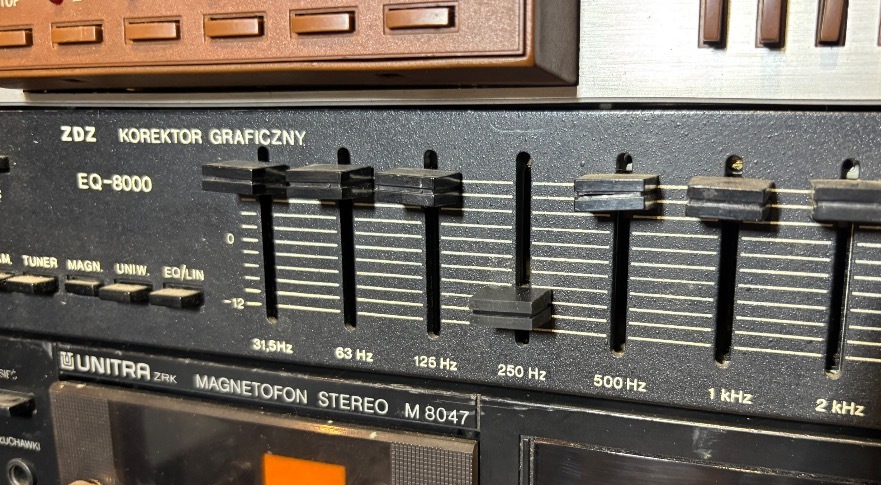 TOP
ZDZ KOREKTOR GRAFICZNY
EQ-8000
TUNER MAGN. UNIW. EQ/LIN
0
-12
31,5Hz 63 Hz 125 Hz 250 Hz 500 Hz 1 kHz 2 kHz
UNITRA ZRK MAGNETOFON STEREO M 8047